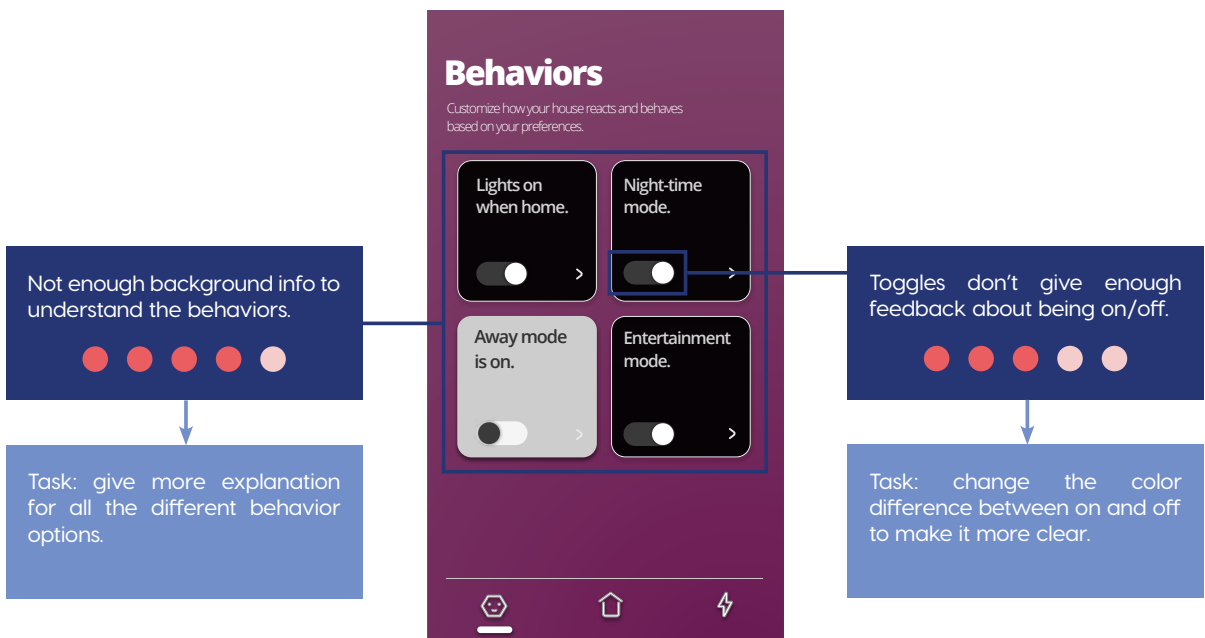 Behaviors
Customize how your house reacts and behaves
based on your preferences.
Lights on
when home.
Night-time
mode.
Away mode
is on.
Entertainment
mode.
Not enough background info to
understand the behaviors.
Task: give more explanation
for all the different behavior
options.
Toggles don’t give enough
feedback about being on/off.
Task: change the color
difference between on and off
to make it more clear.